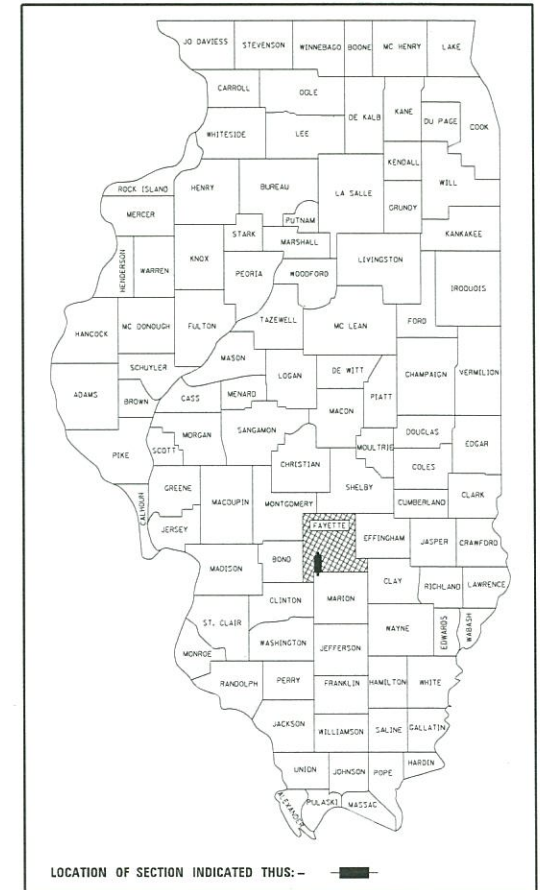 JO DAVIESS STEVENSON WINNEBAGO BOONE MC HENRY LAKE
CARROLL OGLE
DE KALB KANE DU PAGE COOK
WHITESIDE LEE
KENDALL WILL
ROCK ISLAND HENRY BUREAU LA SALLE
GRUNDY
MERCER PUTNAM
STARK MARSHALL KANKAKEE
HENDERSON WARREN KNOX PEORIA WOODFORD LIVINGSTON
IROQUOIS
HANCOCK MC DONOUGH FULTON TAZEWELL MC LEAN FORD
MASON
SCHUYLER LOGAN DE WITT CHAMPAIGN VERMILION
ADAMS BROWN CASS MENARD MACON PIATT
PIKE SCOTT MORGAN SANGAMON MOULTRIE DOUGLAS EDGAR
CHRISTIAN COLES
CALHOUN GREENE MACOUPIN MONTGOMERY SHELBY CUMBERLAND CLARK
JERSEY FAYETTE EFFINGHAM JASPER CRAWFORD
MADISON BOND CLAY RICHLAND LAWRENCE
CLINTON MARION
ST. CLAIR WAYNE EDWARDS WABASH
WASHINGTON JEFFERSON
MONROE
RANDOLPH PERRY FRANKLIN HAMILTON WHITE
JACKSON WILLIAMSON SALINE GALLATIN
UNION JOHNSON POPE HARDIN
ALEXANDER PULASKI MASSAC
LOCATION OF SECTION INDICATED THUS: –